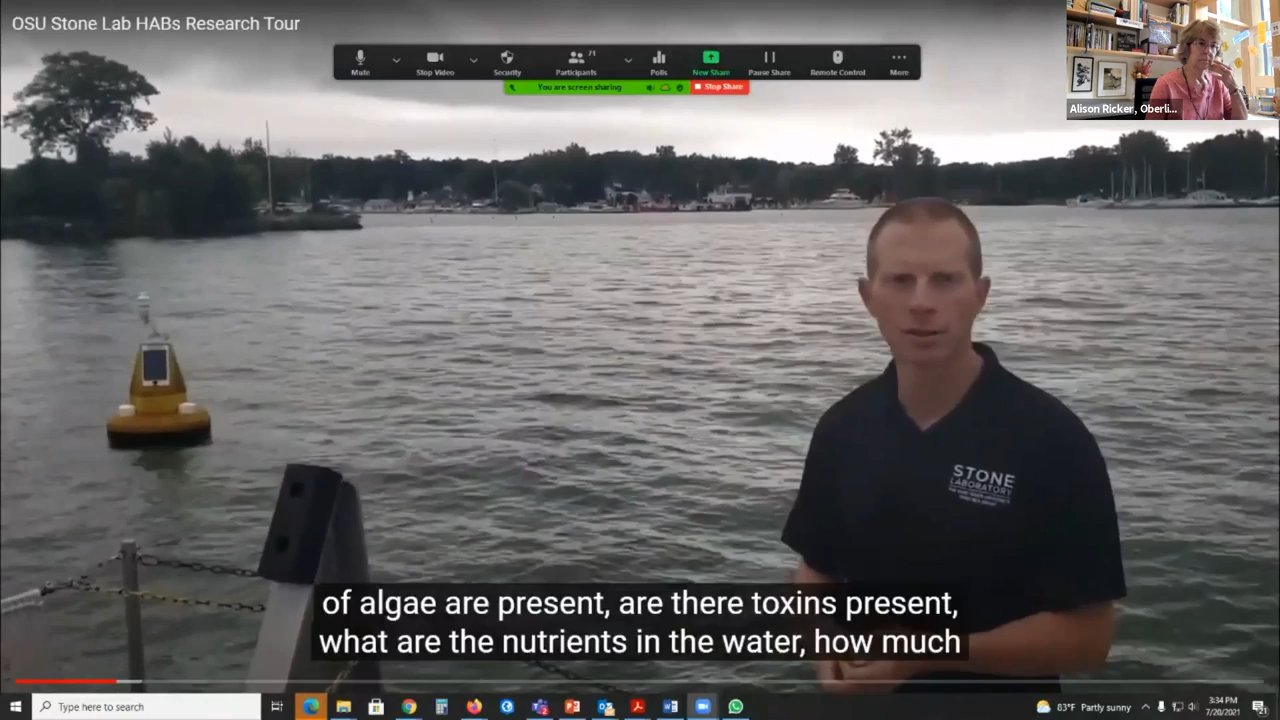 OSU Stone Lab HABs Research Tour
Mute
Stop Video
Security
71
Participants
Polls
New Share
Pause Share
Remote Control
More
You are screen sharing
Stop Share
Alison Ricker, Oberli...
STONE
LABORATORY
of algae are present, are there toxins present,
what are the nutrients in the water, how much
Type here to search
83°F Partly sunny
3:34 PM
7/20/2021
21